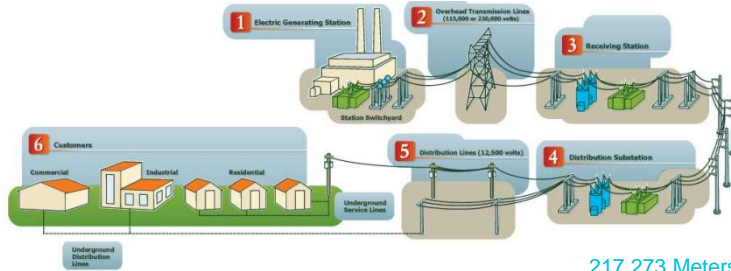 1 Electric Generating Station
2 Overhead Transmission Lines
(115,000 or 230,000 volts)
3 Receiving Station
Station Switchyard
6 Customers
5 Distribution Lines (12,500 volts)
4 Distribution Substation
Commercial
Industrial
Residential
Underground
Service Lines
Underground
Distribution
Lines
217,273 Meters